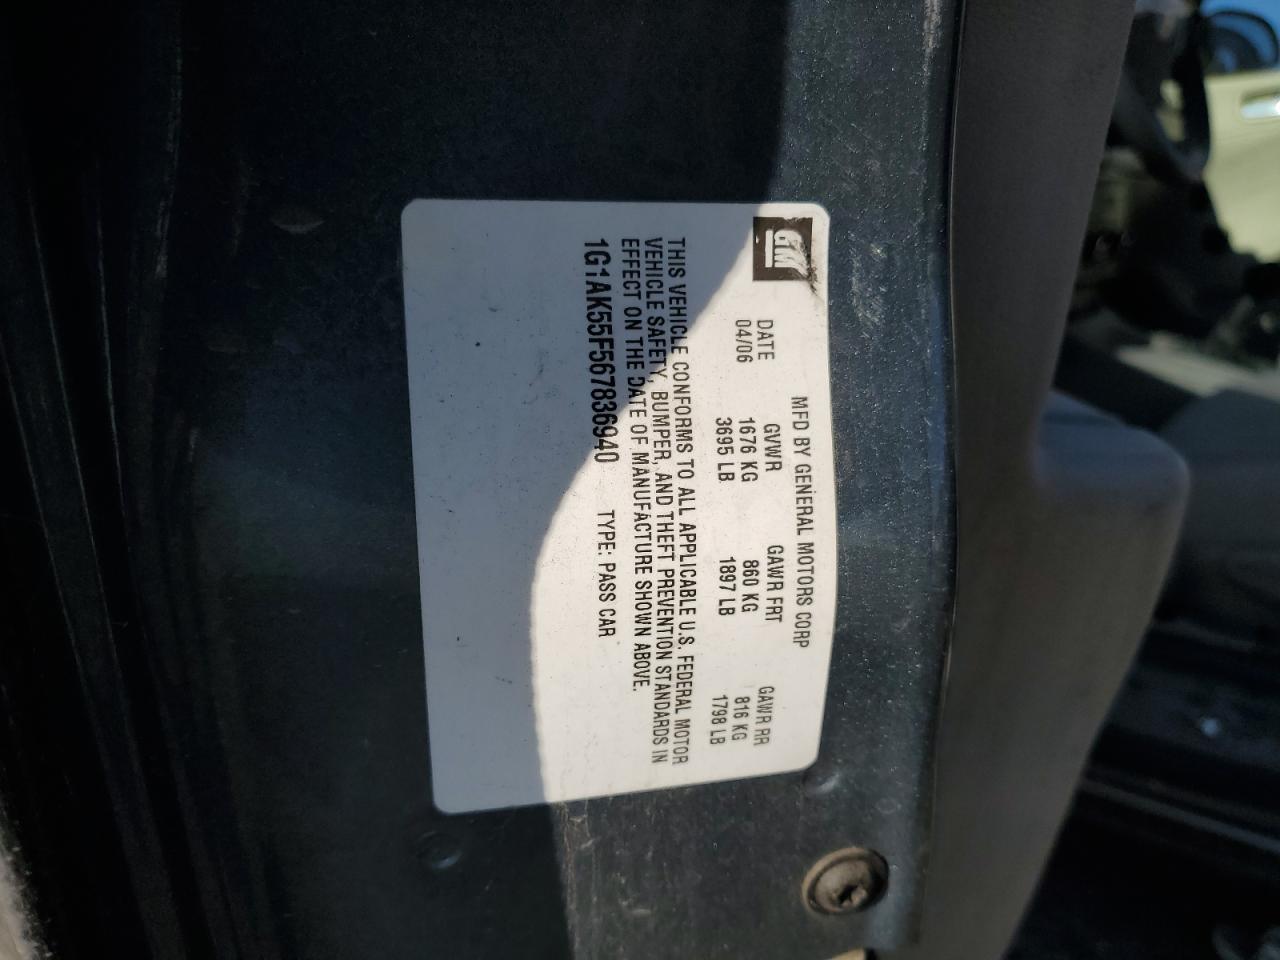 GM
MFD BY GENERAL MOTORS CORP
DATE GVWR GAWR FRT GAWR RR
04/06 1676 KG 860 KG 816 KG
3695 LB 1897 LB 1798 LB
THIS VEHICLE CONFORMS TO ALL APPLICABLE U.S. FEDERAL MOTOR
VEHICLE SAFETY, BUMPER, AND THEFT PREVENTION STANDARDS IN
EFFECT ON THE DATE OF MANUFACTURE SHOWN ABOVE.
1G1AK55F567836940 TYPE: PASS CAR